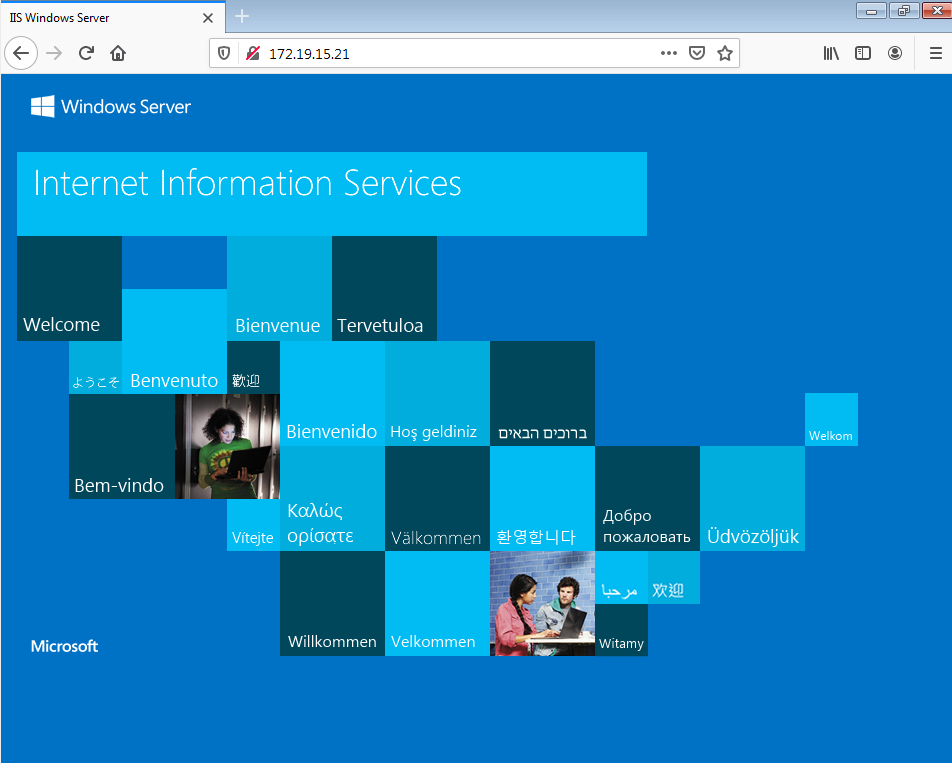 IIS Windows Server
172.19.15.21
Windows Server
Internet Information Services
Welcome
Bienvenue
Tervetuloa
ようこそ
Benvenuto
歡迎
Bienvenido
Hoş geldiniz
ברוכים הבאים
Welkom
Bem-vindo
Vítejte
Καλώς
ορίσατε
Välkommen
환영합니다
Добро
пожаловать
Üdvözöljük
Willkommen
Velkommen
مرحبا
欢迎
Witamy
Microsoft